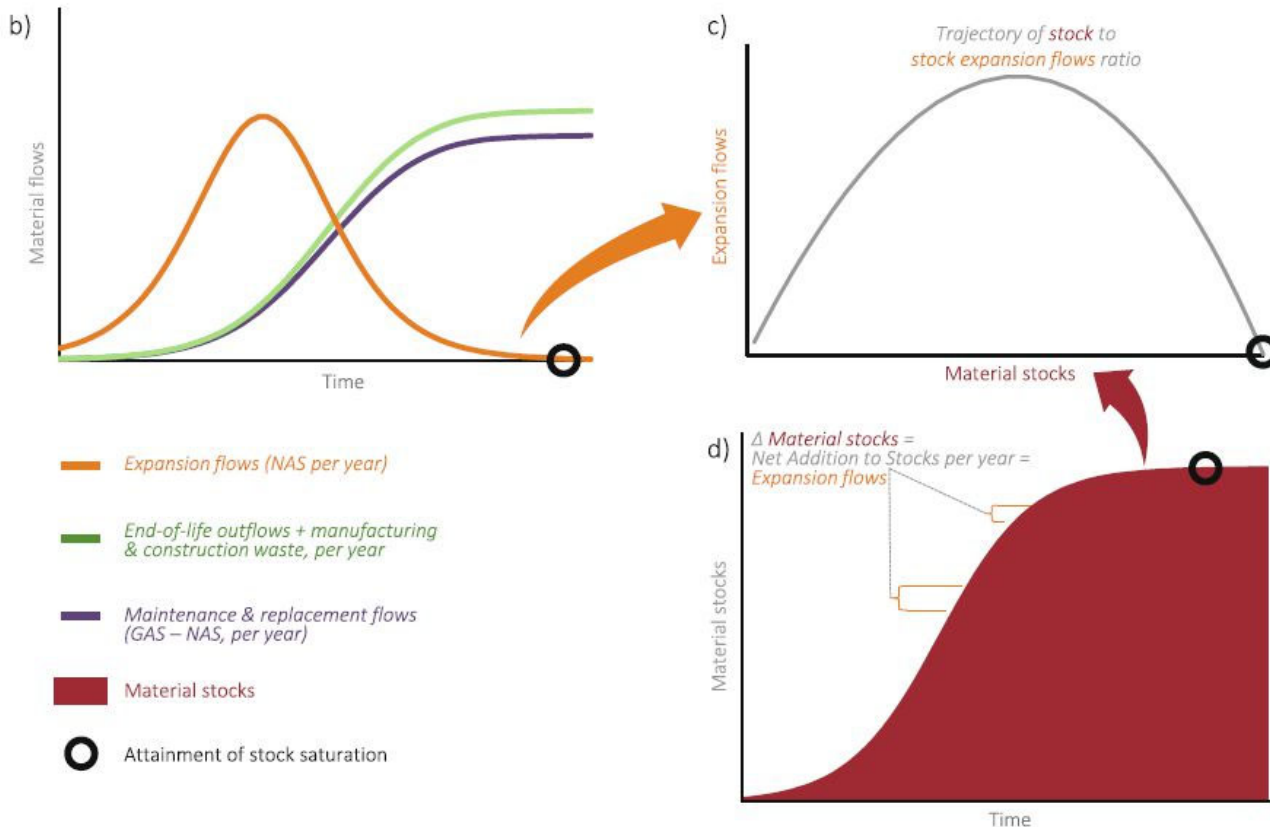 b)
Material flows
Time
c)
Trajectory of stock to
stock expansion flows ratio
Expansion flows
Material stocks
Expansion flows (NAS per year)
End-of-life outflows + manufacturing
& construction waste, per year
Maintenance & replacement flows
(GAS – NAS, per year)
Material stocks
Attainment of stock saturation
d)
Δ Material stocks =
Net Addition to Stocks per year =
Expansion flows
Material stocks
Time